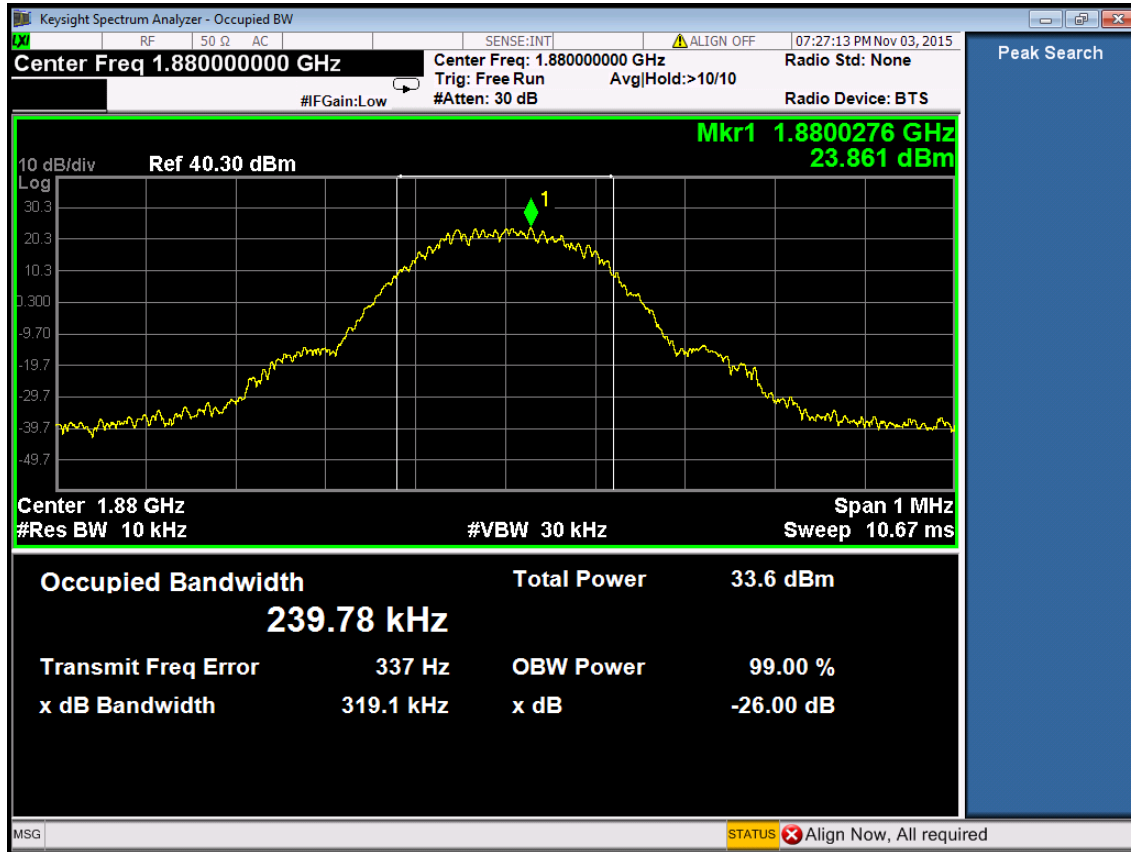 Keysight Spectrum Analyzer - Occupied BW
LXI RF 50 Ω AC SENSE:INT ALIGN OFF 07:27:13 PM Nov 03, 2015
Center Freq 1.880000000 GHz
Center Freq: 1.880000000 GHz
Radio Std: None
Trig: Free Run Avg|Hold:>10/10
#IFGain:Low
#Atten: 30 dB
Radio Device: BTS
Peak Search
Mkr1 1.8800276 GHz
23.861 dBm
10 dB/div Ref 40.30 dBm
Log
1
30.3
20.3
10.3
0.300
-9.70
-19.7
-29.7
-39.7
-49.7
Center 1.88 GHz Span 1 MHz
#Res BW 10 kHz #VBW 30 kHz Sweep 10.67 ms
Occupied Bandwidth Total Power 33.6 dBm
239.78 kHz
Transmit Freq Error 337 Hz OBW Power 99.00 %
x dB Bandwidth 319.1 kHz x dB -26.00 dB
MSG STATUS Align Now, All required